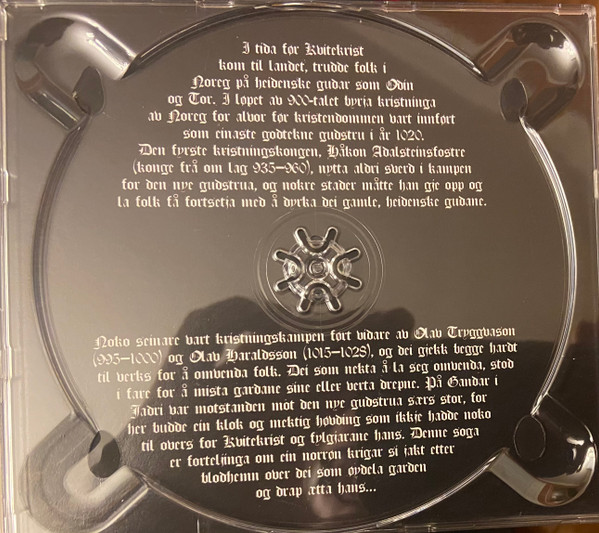 I tida før Kvitekrist
kom til landet, trudde folk i
Noreg på heidenske gudar som Odin
og Tor. I løpet av 900-talet byrja kristninga
av Noreg for alvor før kristendommen vart innført
som einaste godtekne gudstru i år 1020.
Den fyrste kristningskongen, Håkon Adalsteinsfostre
(konge frå om lag 935-960), nytta aldri sverd i kampen
for den nye gudstrua, og nokre stader måtte han gje opp og
la folk få fortsetja med å dyrka dei gamle, heidenske gudane.
Noko seinare vart kristningskampen ført vidare av Olav Tryggvason
(995-1000) og Olav Haraldsson (1015-1028), og dei gjekk begge hardt
til verks for å omvenda folk. Dei som nekta å la seg omvenda, stod
i fare for å mista gardane sine eller verta drepne. På Gandar i
Jadri var motstanden mot den nye gudstrua særs stor, for
her budde ein klok og mektig høvding som ikkje hadde noko
til overs for Kvitekrist og fylgjarane hans. Denne soga
er forteljinga om ein norrøn krigar si jakt etter
blodhemn over dei som øydela garden
og drap ætta hans...